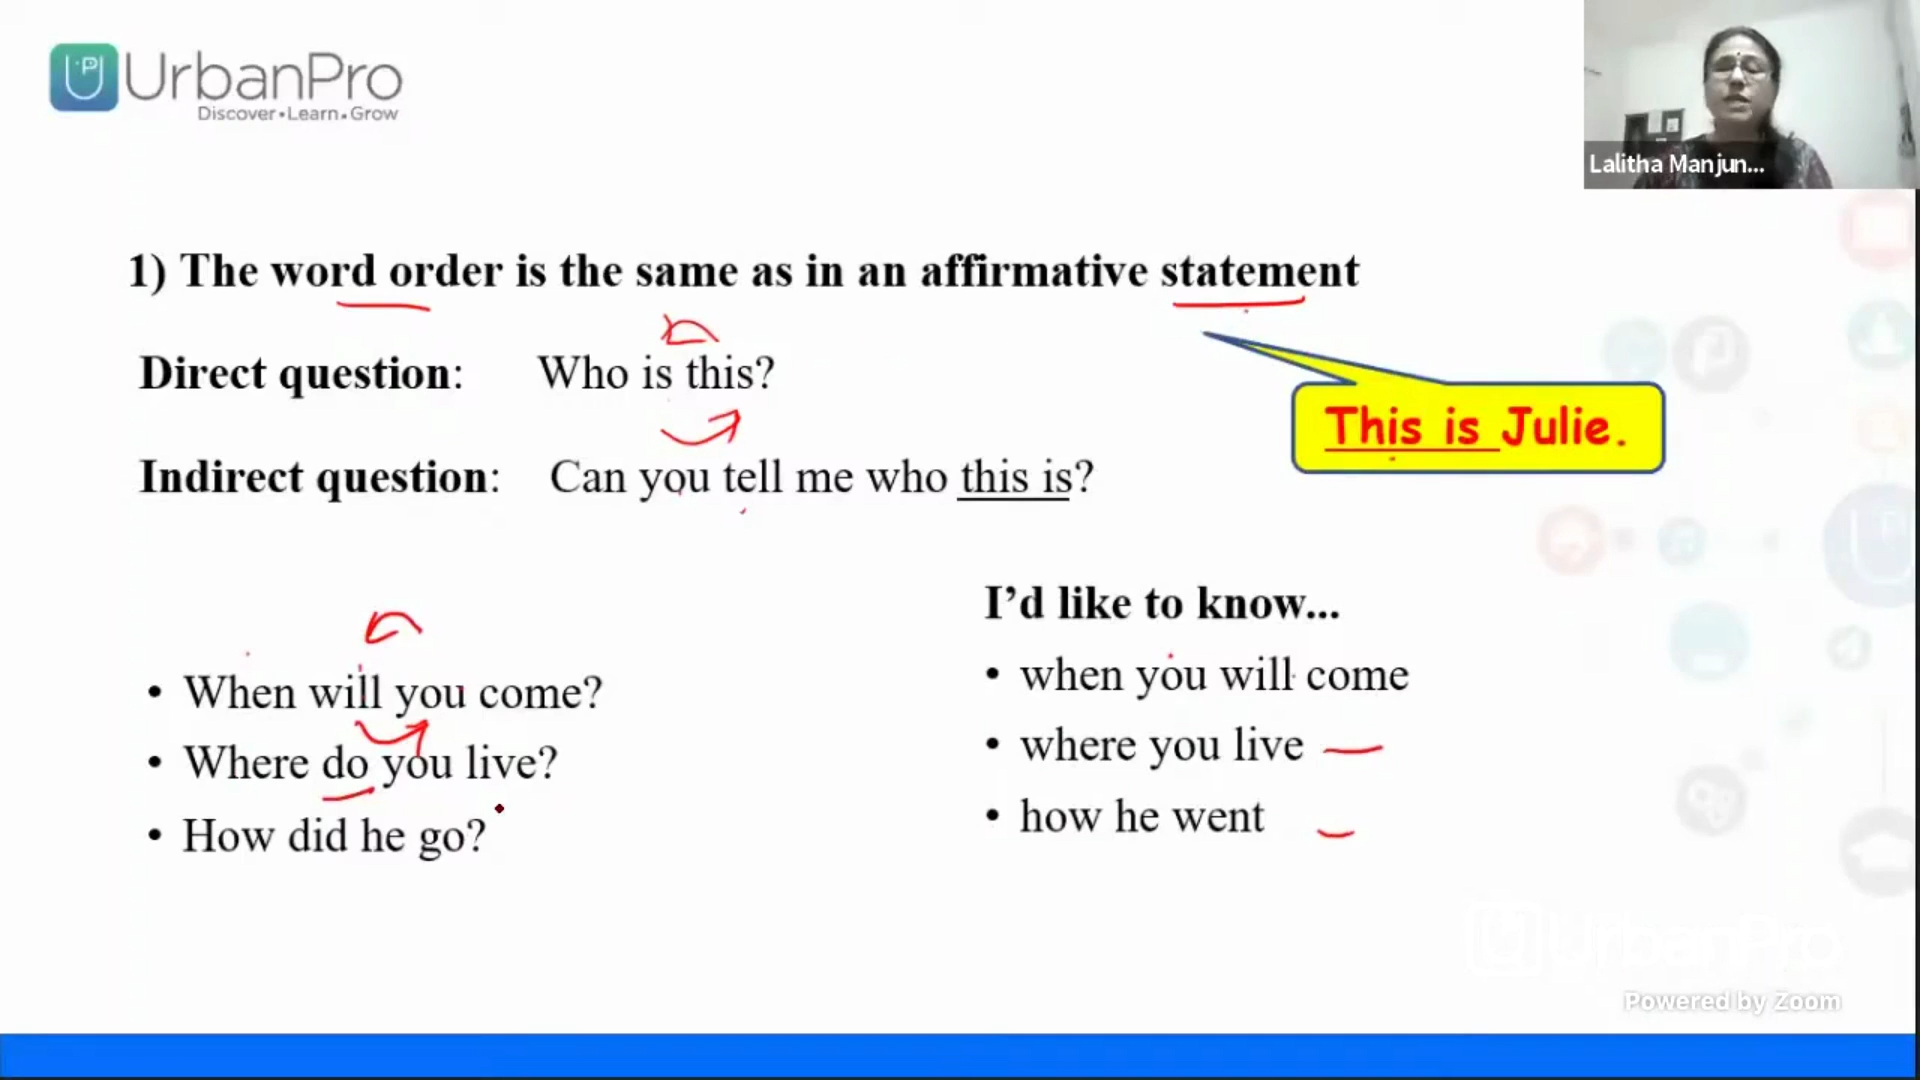 UrbanPro
Discover•Learn•Grow
Lalitha Manjun...
1) The word order is the same as in an affirmative statement
Direct question: Who is this?
This is Julie.
Indirect question: Can you tell me who this is?
I'd like to know...
• When will you come?
• Where do you live?
• How did he go?
• when you will come
• where you live
• how he went
UrbanPro
Powered by Zoom